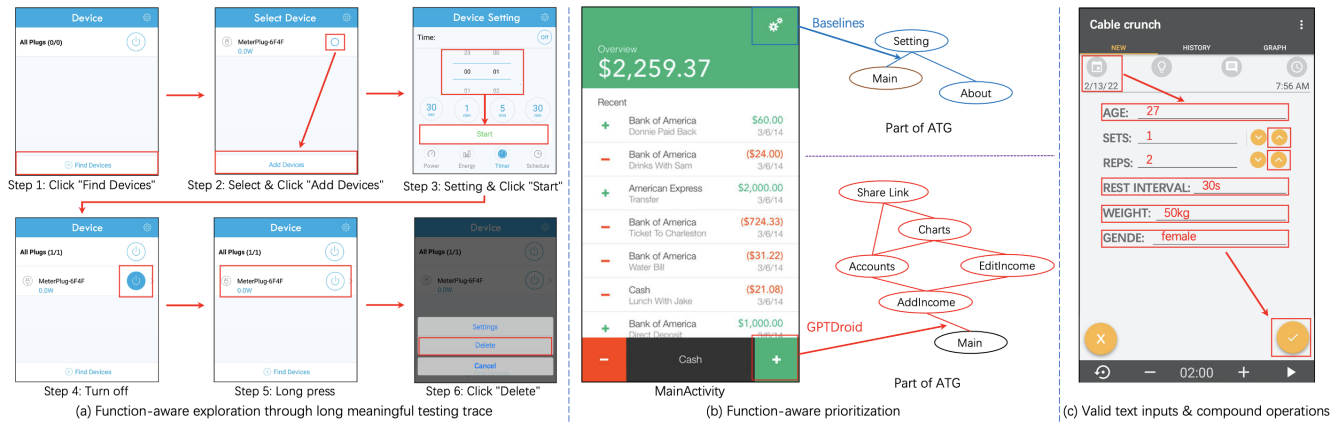 Device
All Plugs (0/0)
Find Devices
Step 1: Click "Find Devices"
Select Device
MeterPlug-6F4F
0.0W
Add Devices
Step 2: Select & Click "Add Devices"
Device Setting
Time:
Off
23 00
00 01
01 02
30
sec
1
min
5
min
30
min
Start
Power Energy Timer Schedule
Step 3: Setting & Click "Start"
Device
All Plugs (1/1)
MeterPlug-6F4F
0.0W
Find Devices
Step 4: Turn off
Device
All Plugs (1/1)
MeterPlug-6F4F
0.0W
Find Devices
Step 5: Long press
Device
All Plugs (1/1)
MeterPlug-6F4F
0.0W
Settings
Delete
Cancel
Step 6: Click "Delete"
(a) Function-aware exploration through long meaningful testing trace
Overview
$2,259.37
Recent
+ Bank of America $60.00
Donnie Paid Back 3/6/14
− Bank of America ($24.00)
Drinks With Sam 3/6/14
+ American Express $2,000.00
Transfer 3/6/14
− Bank of America ($724.33)
Ticket To Charleston 3/6/14
− Bank of America ($31.22)
Water Bill 3/6/14
− Cash ($21.08)
Lunch With Jake 3/6/14
+ Bank of America $1,000.00
Direct Deposit 3/6/14
− Cash +
MainActivity
Baselines
Setting
Main
About
Part of ATG
GPTDroid
Share Link
Charts
Accounts
EditIncome
AddIncome
Main
Part of ATG
(b) Function-aware prioritization
Cable crunch
NEW HISTORY GRAPH
2/13/22 7:56 AM
AGE: 27
SETS: 1
REPS: 2
REST INTERVAL: 30s
WEIGHT: 50kg
GENDE: female
X
− 02:00 +
(c) Valid text inputs & compound operations